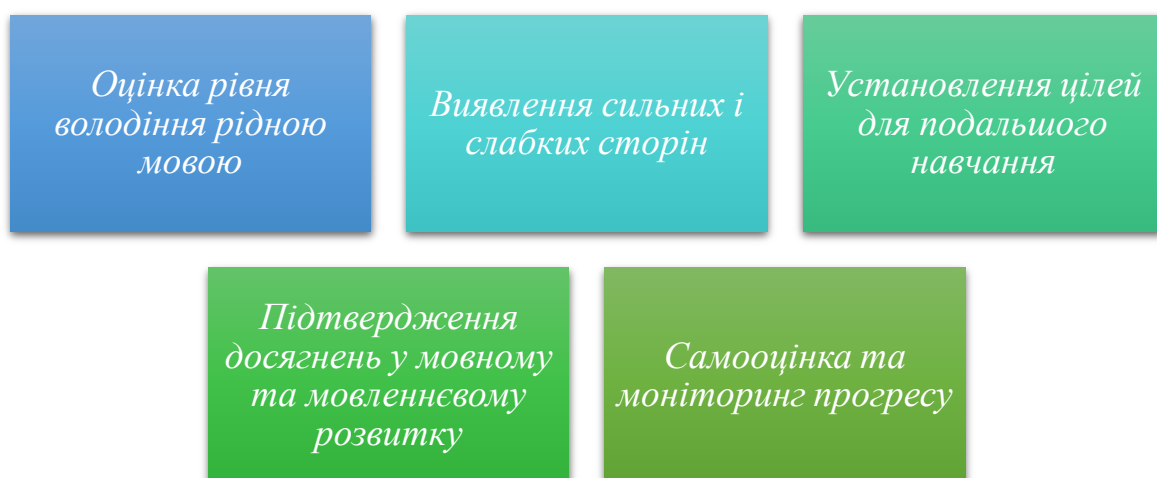 Оцінка рівня
володіння рідною
мовою
Виявлення сильних і
слабких сторін
Установлення цілей
для подальшого
навчання
Підтвердження
досягнень у мовному
та мовленнєвому
розвитку
Самооцінка та
моніторинг прогресу